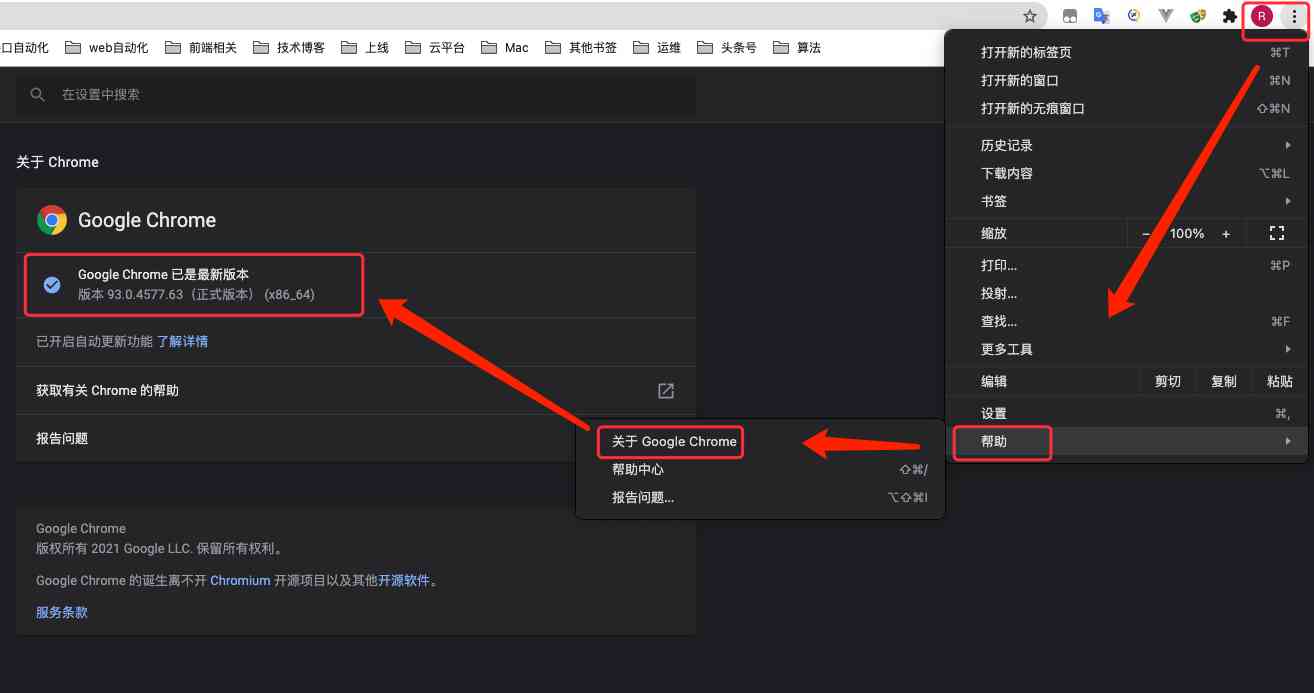 R
口自动化 web自动化 前端相关 技术博客 上线 云平台 Mac 其他书签 运维 头条号 算法
在设置中搜索
关于 Chrome
Google Chrome
Google Chrome 已是最新版本
版本 93.0.4577.63（正式版本） (x86_64)
已开启自动更新功能 了解详情
获取有关 Chrome 的帮助
报告问题
Google Chrome
版权所有 2021 Google LLC. 保留所有权利。
Google Chrome 的诞生离不开 Chromium 开源项目以及其他开源软件。
服务条款
打开新的标签页 ⌘T
打开新的窗口 ⌘N
打开新的无痕窗口 ⇧⌘N
历史记录
下载内容 ⌥⌘L
书签
缩放 − 100% +
打印... ⌘P
投射...
查找... ⌘F
更多工具
编辑 剪切 复制 粘贴
设置 ⌘,
帮助
关于 Google Chrome
帮助中心 ⇧⌘/
报告问题... ⌥⇧⌘I